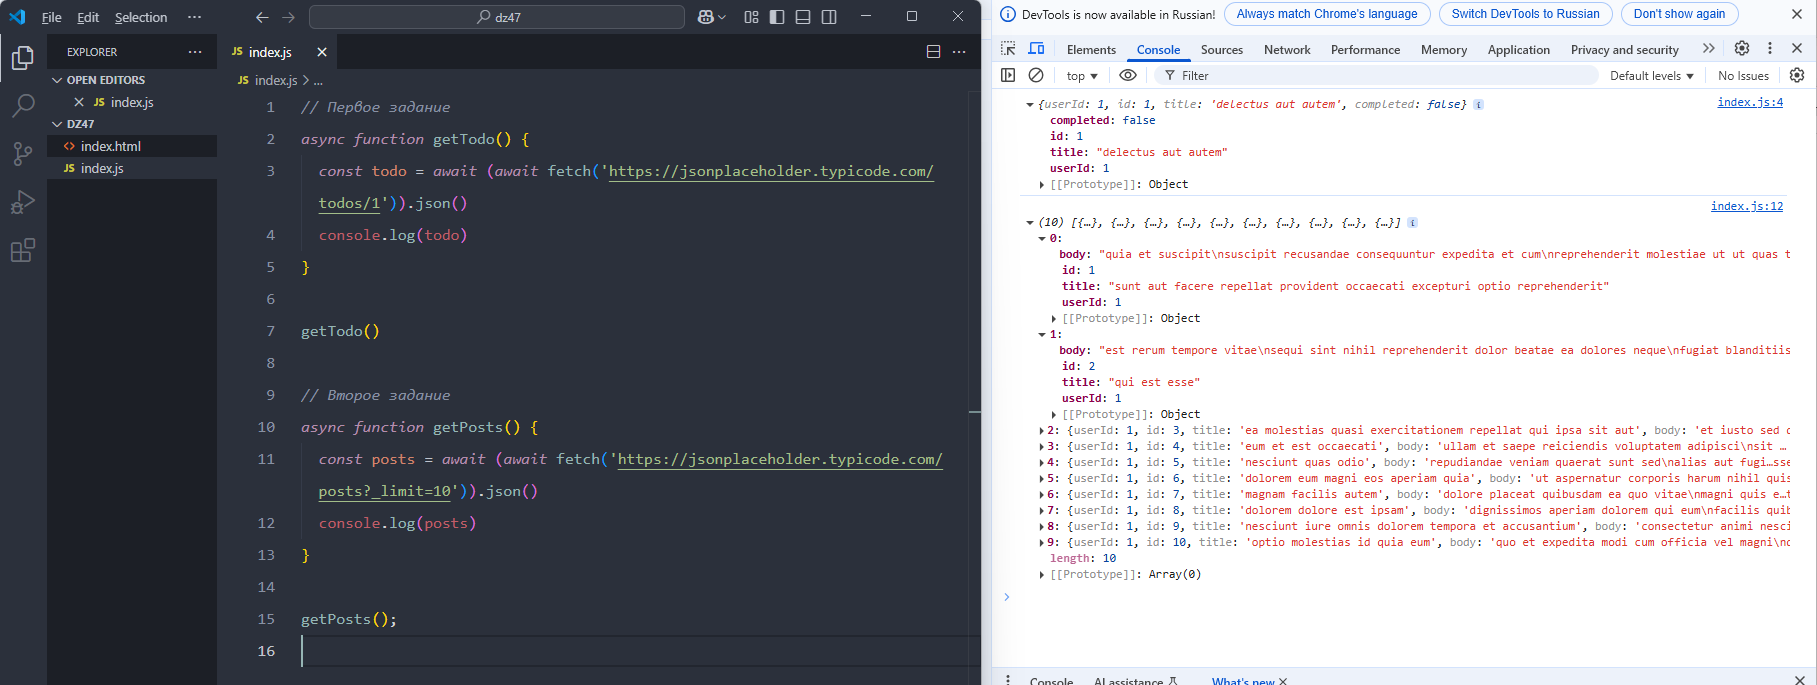 File Edit Selection ··· dz47
EXPLORER ···
OPEN EDITORS
JS index.js
DZ47
<> index.html
JS index.js
JS index.js
JS index.js > ...
1 // Первое задание
2 async function getTodo() {
3 const todo = await (await fetch('https://jsonplaceholder.typicode.com/
todos/1')).json()
4 console.log(todo)
5 }
6
7 getTodo()
8
9 // Второе задание
10 async function getPosts() {
11 const posts = await (await fetch('https://jsonplaceholder.typicode.com/
posts?_limit=10')).json()
12 console.log(posts)
13 }
14
15 getPosts();
16
DevTools is now available in Russian! Always match Chrome's language Switch DevTools to Russian Don't show again
Elements Console Sources Network Performance Memory Application Privacy and security
top Filter Default levels No Issues
{userId: 1, id: 1, title: 'delectus aut autem', completed: false} index.js:4
completed: false
id: 1
title: "delectus aut autem"
userId: 1
[[Prototype]]: Object
index.js:12
(10) [{…}, {…}, {…}, {…}, {…}, {…}, {…}, {…}, {…}, {…}]
0:
body: "quia et suscipit\nsuscipit recusandae consequuntur expedita et cum\nreprehenderit molestiae ut ut quas t
id: 1
title: "sunt aut facere repellat provident occaecati excepturi optio reprehenderit"
userId: 1
[[Prototype]]: Object
1:
body: "est rerum tempore vitae\nsequi sint nihil reprehenderit dolor beatae ea dolores neque\nfugiat blanditiis
id: 2
title: "qui est esse"
userId: 1
[[Prototype]]: Object
2: {userId: 1, id: 3, title: 'ea molestias quasi exercitationem repellat qui ipsa sit aut', body: 'et iusto sed
3: {userId: 1, id: 4, title: 'eum et est occaecati', body: 'ullam et saepe reiciendis voluptatem adipisci\nsit …
4: {userId: 1, id: 5, title: 'nesciunt quas odio', body: 'repudiandae veniam quaerat sunt sed\nalias aut fugi…sse
5: {userId: 1, id: 6, title: 'dolorem eum magni eos aperiam quia', body: 'ut aspernatur corporis harum nihil quis
6: {userId: 1, id: 7, title: 'magnam facilis autem', body: 'dolore placeat quibusdam ea quo vitae\nmagni quis e…t
7: {userId: 1, id: 8, title: 'dolorem dolore est ipsam', body: 'dignissimos aperiam dolorem qui eum\nfacilis quib
8: {userId: 1, id: 9, title: 'nesciunt iure omnis dolorem tempora et accusantium', body: 'consectetur animi nesci
9: {userId: 1, id: 10, title: 'optio molestias id quia eum', body: 'quo et expedita modi cum officia vel magni\n
length: 10
[[Prototype]]: Array(0)
Console AI assistance What's new